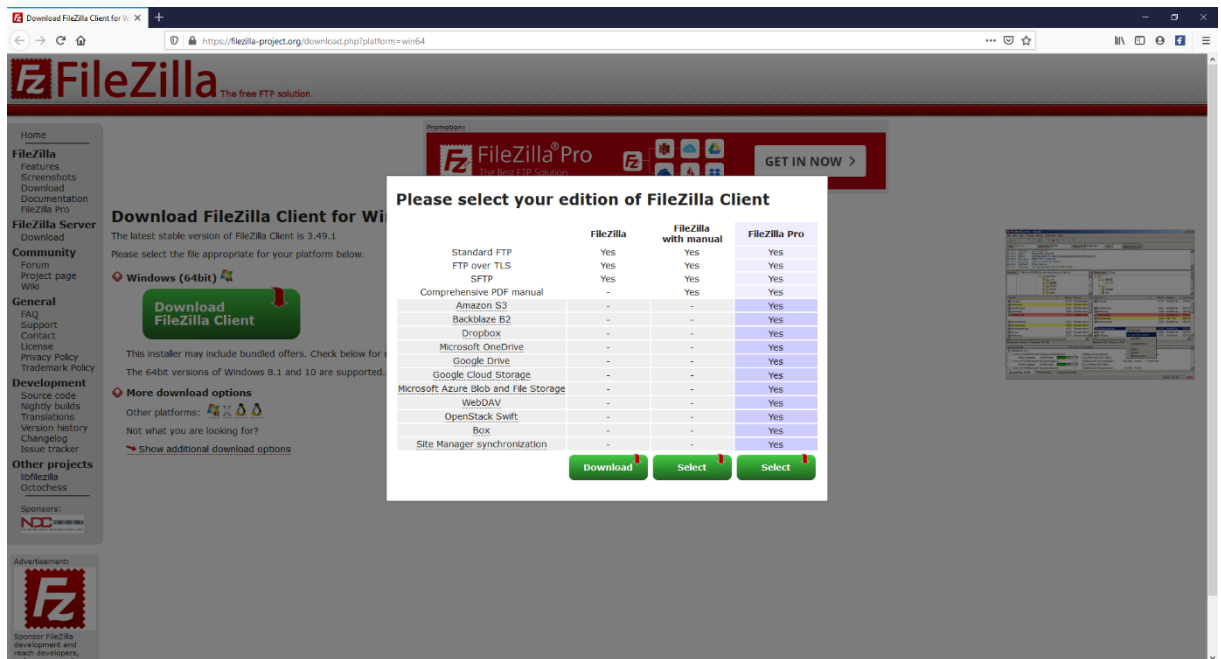 Download FileZilla Client for W
https://filezilla-project.org/download.php?platform=win64
FileZilla The free FTP solution
Home
FileZilla
Features
Screenshots
Download
Documentation
FileZilla Pro
FileZilla Server
Download
Community
Forum
Project page
Wiki
General
FAQ
Support
Contact
License
Privacy Policy
Trademark Policy
Development
Source code
Nightly builds
Translations
Version history
Changelog
Issue tracker
Other projects
libfilezilla
Octochess
Sponsors:
NDC
Advertisement:
Fz
Sponsor FileZilla
development and
reach developers,
Promotion:
FileZilla® Pro
The Best FTP Solution
GET IN NOW >
Download FileZilla Client for Wi
The latest stable version of FileZilla Client is 3.49.1
Please select the file appropriate for your platform below.
Windows (64bit)
Download
FileZilla Client
This installer may include bundled offers. Check below for
The 64bit versions of Windows 8.1 and 10 are supported.
More download options
Other platforms:
Not what you are looking for?
Show additional download options
Please select your edition of FileZilla Client
FileZilla FileZilla with manual FileZilla Pro
Standard FTP Yes Yes Yes
FTP over TLS Yes Yes Yes
SFTP Yes Yes Yes
Comprehensive PDF manual - Yes Yes
Amazon S3 - - Yes
Backblaze B2 - - Yes
Dropbox - - Yes
Microsoft OneDrive - - Yes
Google Drive - - Yes
Google Cloud Storage - - Yes
Microsoft Azure Blob and File Storage - - Yes
WebDAV - - Yes
OpenStack Swift - - Yes
Box - - Yes
Site Manager synchronization - - Yes
Download Select Select